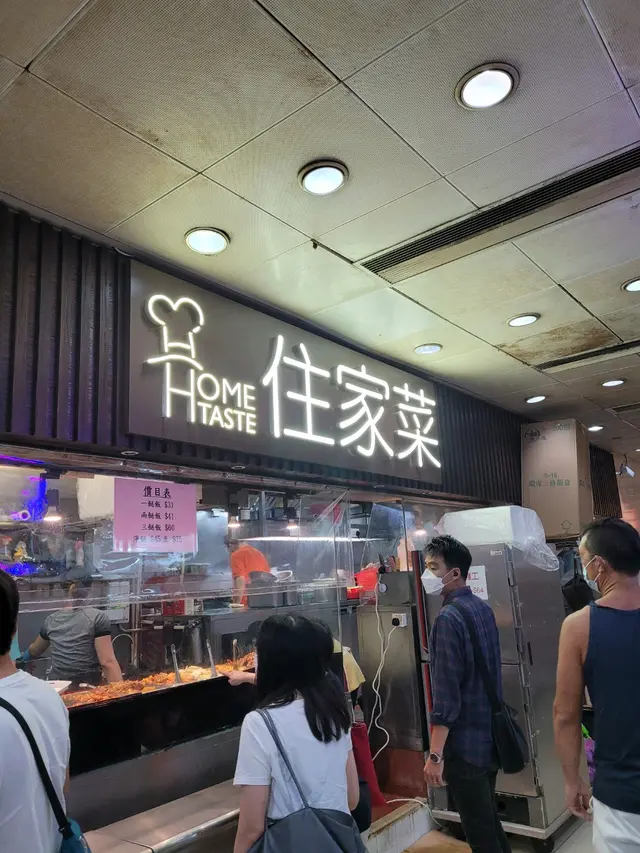 HOME
TASTE
住家菜
價目表
一餸飯 $33
兩餸飯 $41
三餸飯 $60